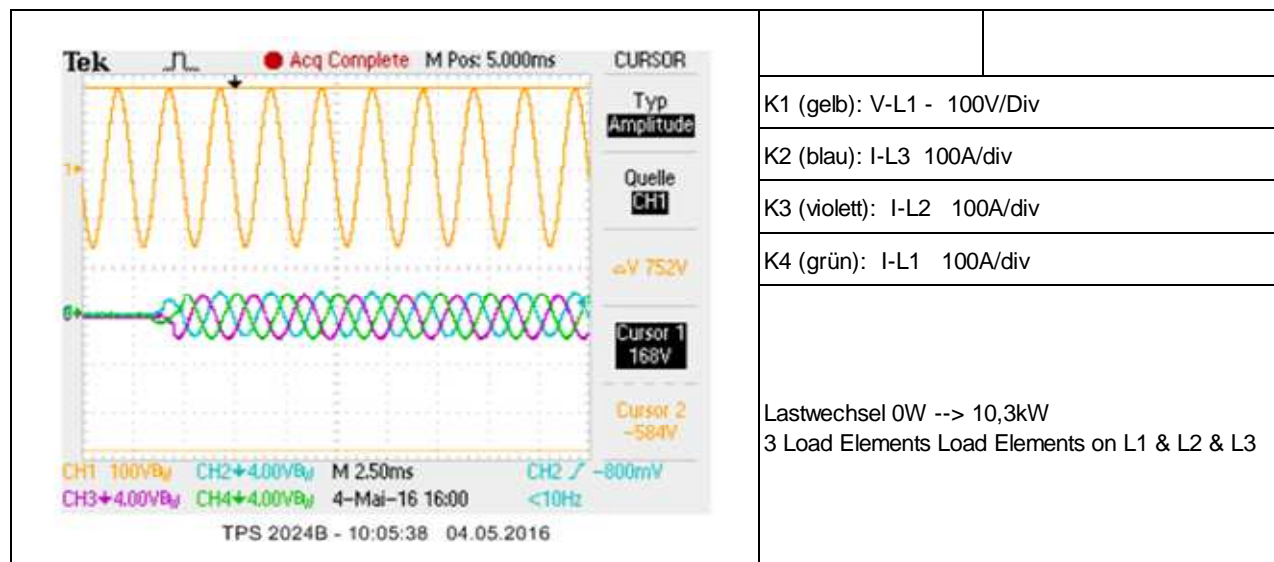 Tek Acq Complete M Pos: 5.000ms CURSOR
Typ
Amplitude
Quelle
CH1
△V 752V
Cursor 1
168V
Cursor 2
-584V
1
CH1 100VBW CH2 4.00VBW M 2.50ms CH2 -800mV
CH3 4.00VBW CH4 4.00VBW 4-Mai-16 16:00 <10Hz
TPS 2024B - 10:05:38 04.05.2016
K1 (gelb): V-L1 - 100V/Div
K2 (blau): I-L3 100A/div
K3 (violett): I-L2 100A/div
K4 (grün): I-L1 100A/div
Lastwechsel 0W --> 10,3kW
3 Load Elements Load Elements on L1 & L2 & L3